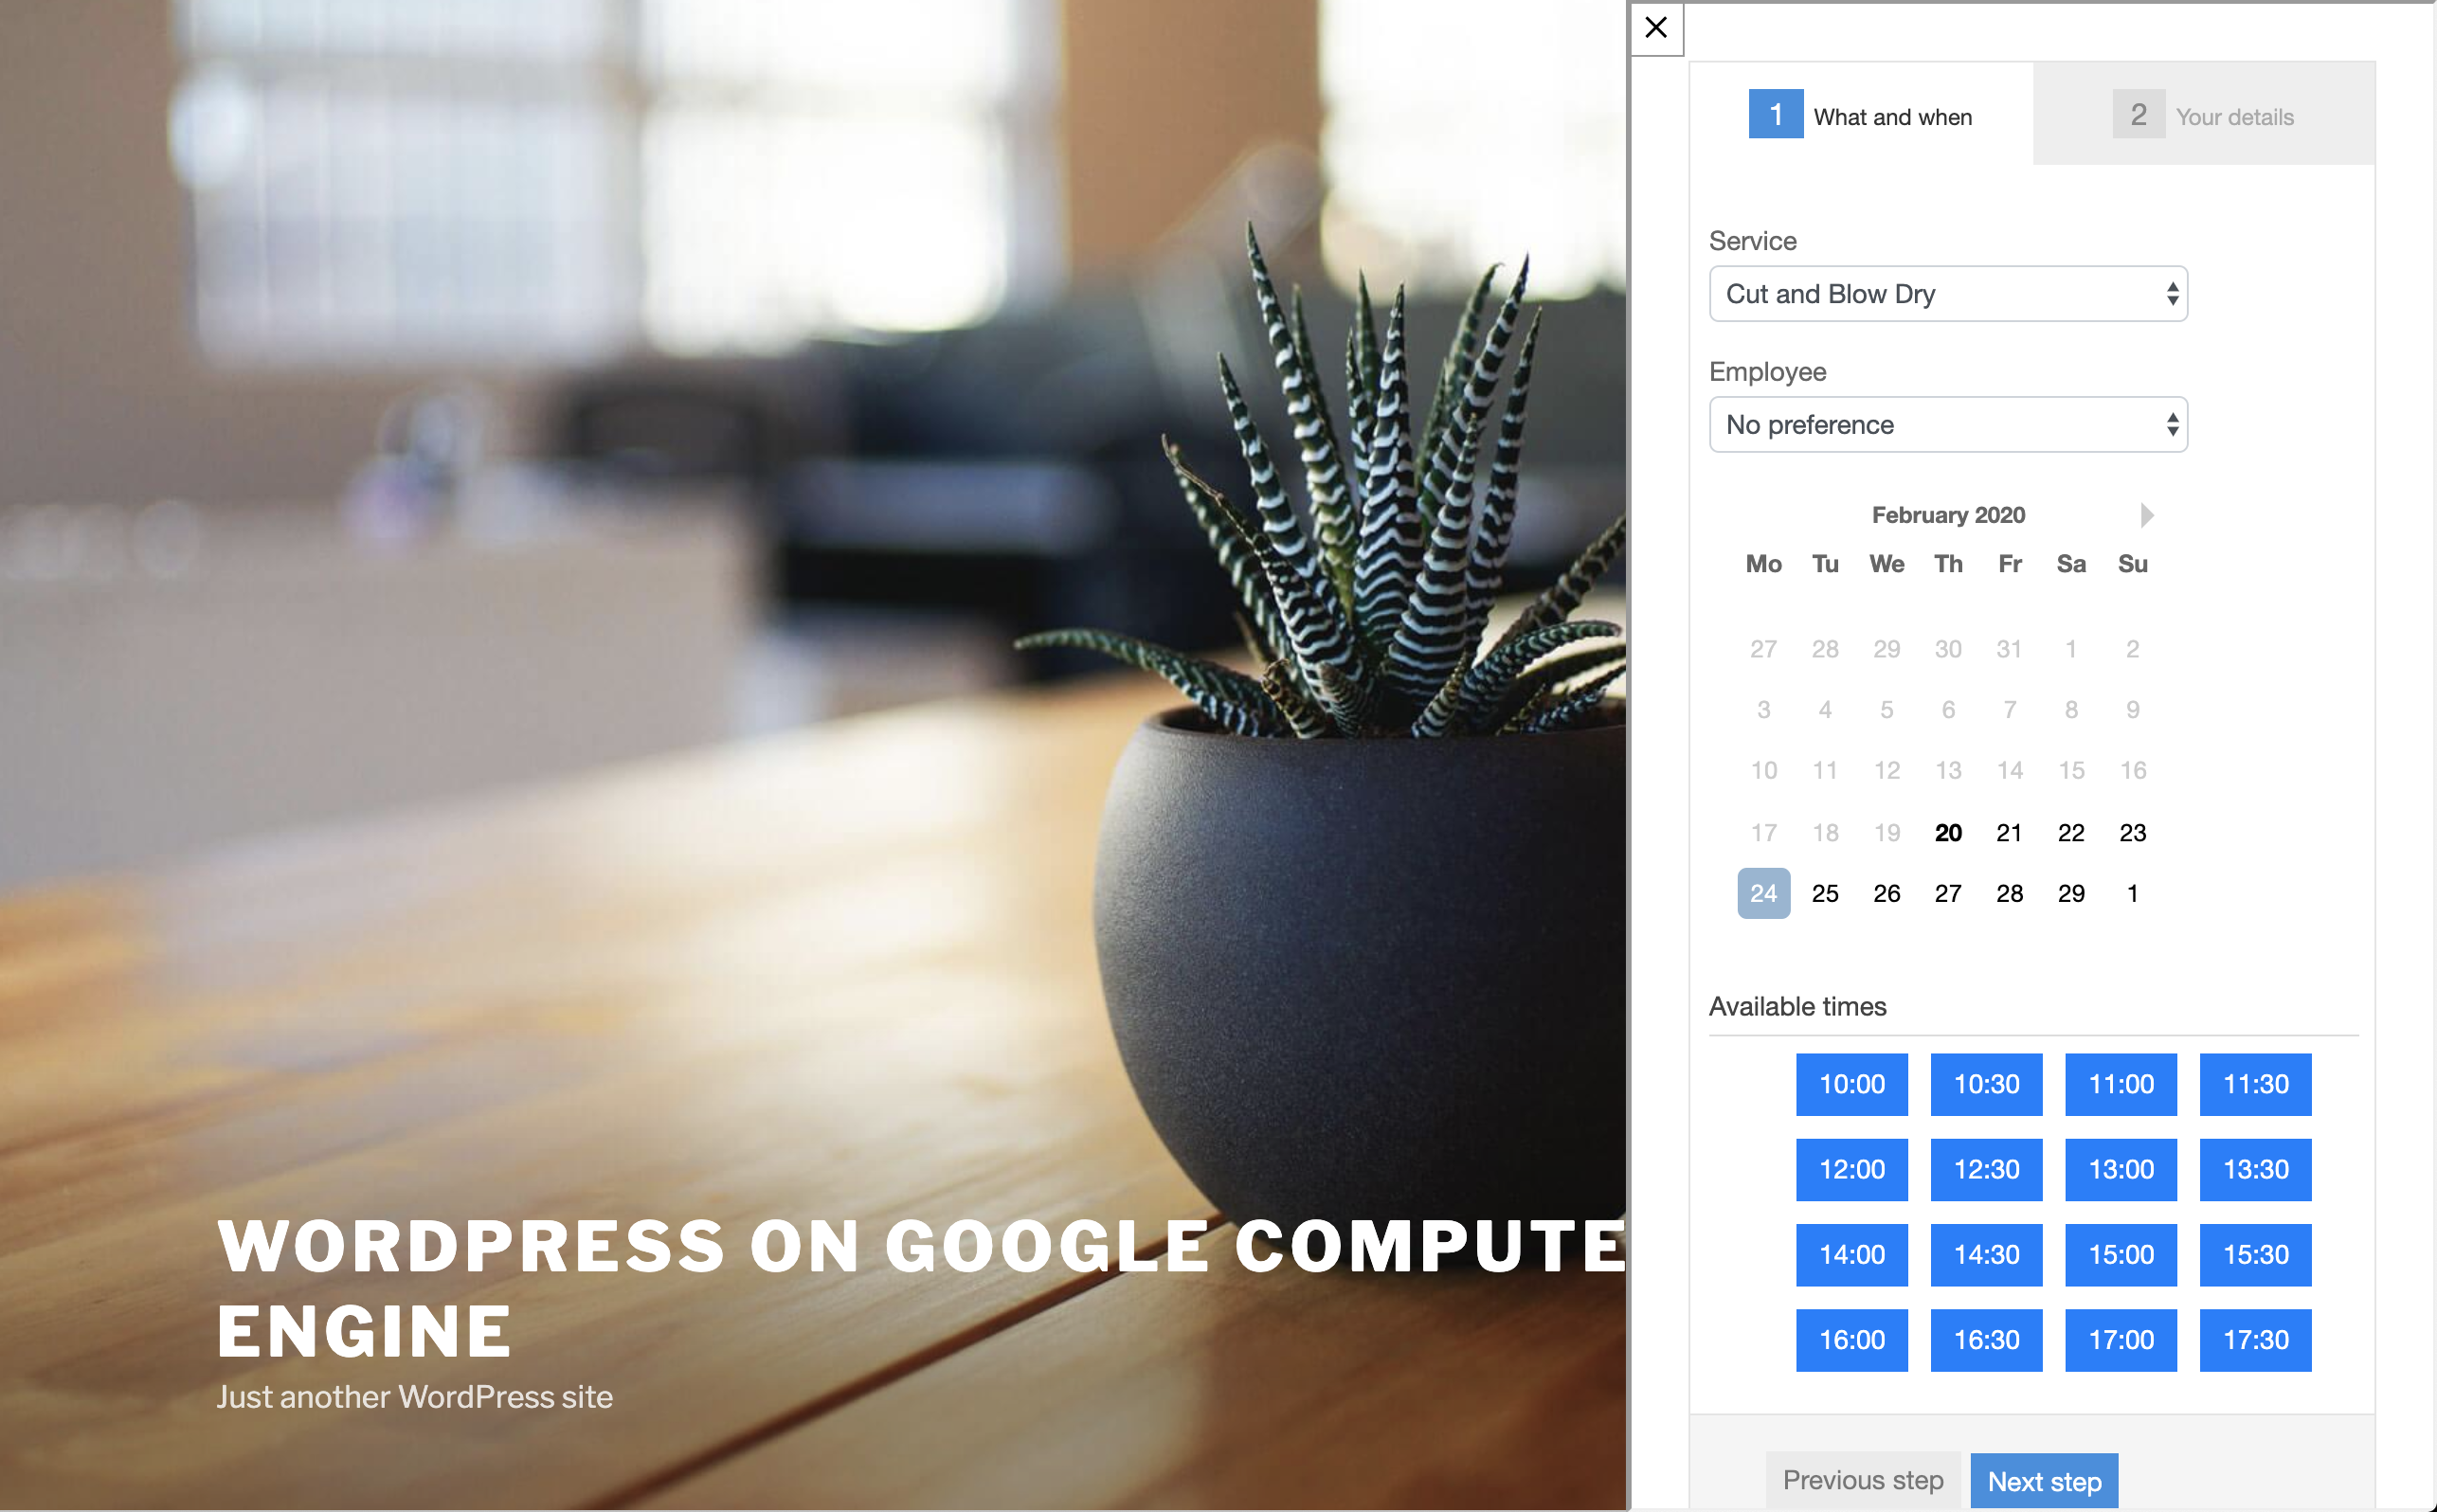 WORDPRESS ON GOOGLE COMPUTE
ENGINE
Just another WordPress site
1 What and when 2 Your details
Service
Cut and Blow Dry
Employee
No preference
February 2020
Mo Tu We Th Fr Sa Su
27 28 29 30 31 1 2
3 4 5 6 7 8 9
10 11 12 13 14 15 16
17 18 19 20 21 22 23
24 25 26 27 28 29 1
Available times
10:00 10:30 11:00 11:30
12:00 12:30 13:00 13:30
14:00 14:30 15:00 15:30
16:00 16:30 17:00 17:30
Previous step Next step